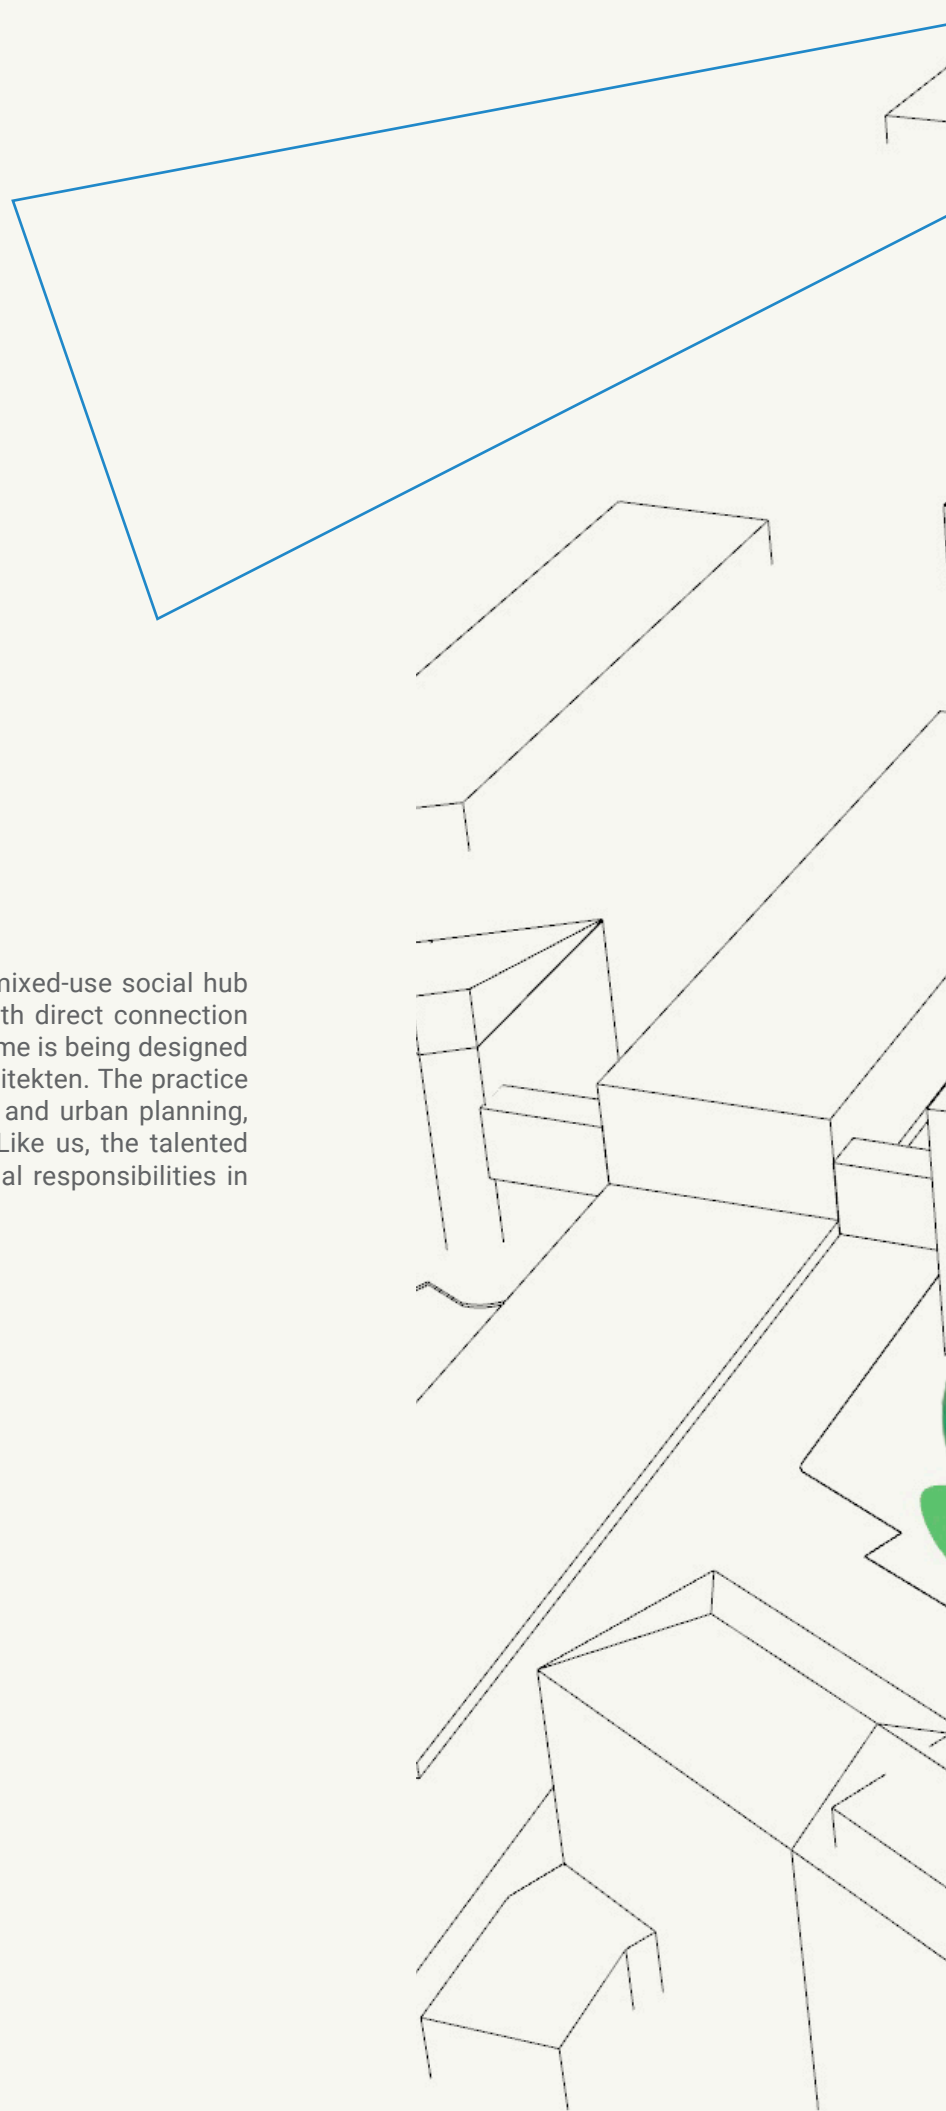 mixed-use social hub
th direct connection
me is being designed
itekten. The practice
and urban planning,
Like us, the talented
al responsibilities in